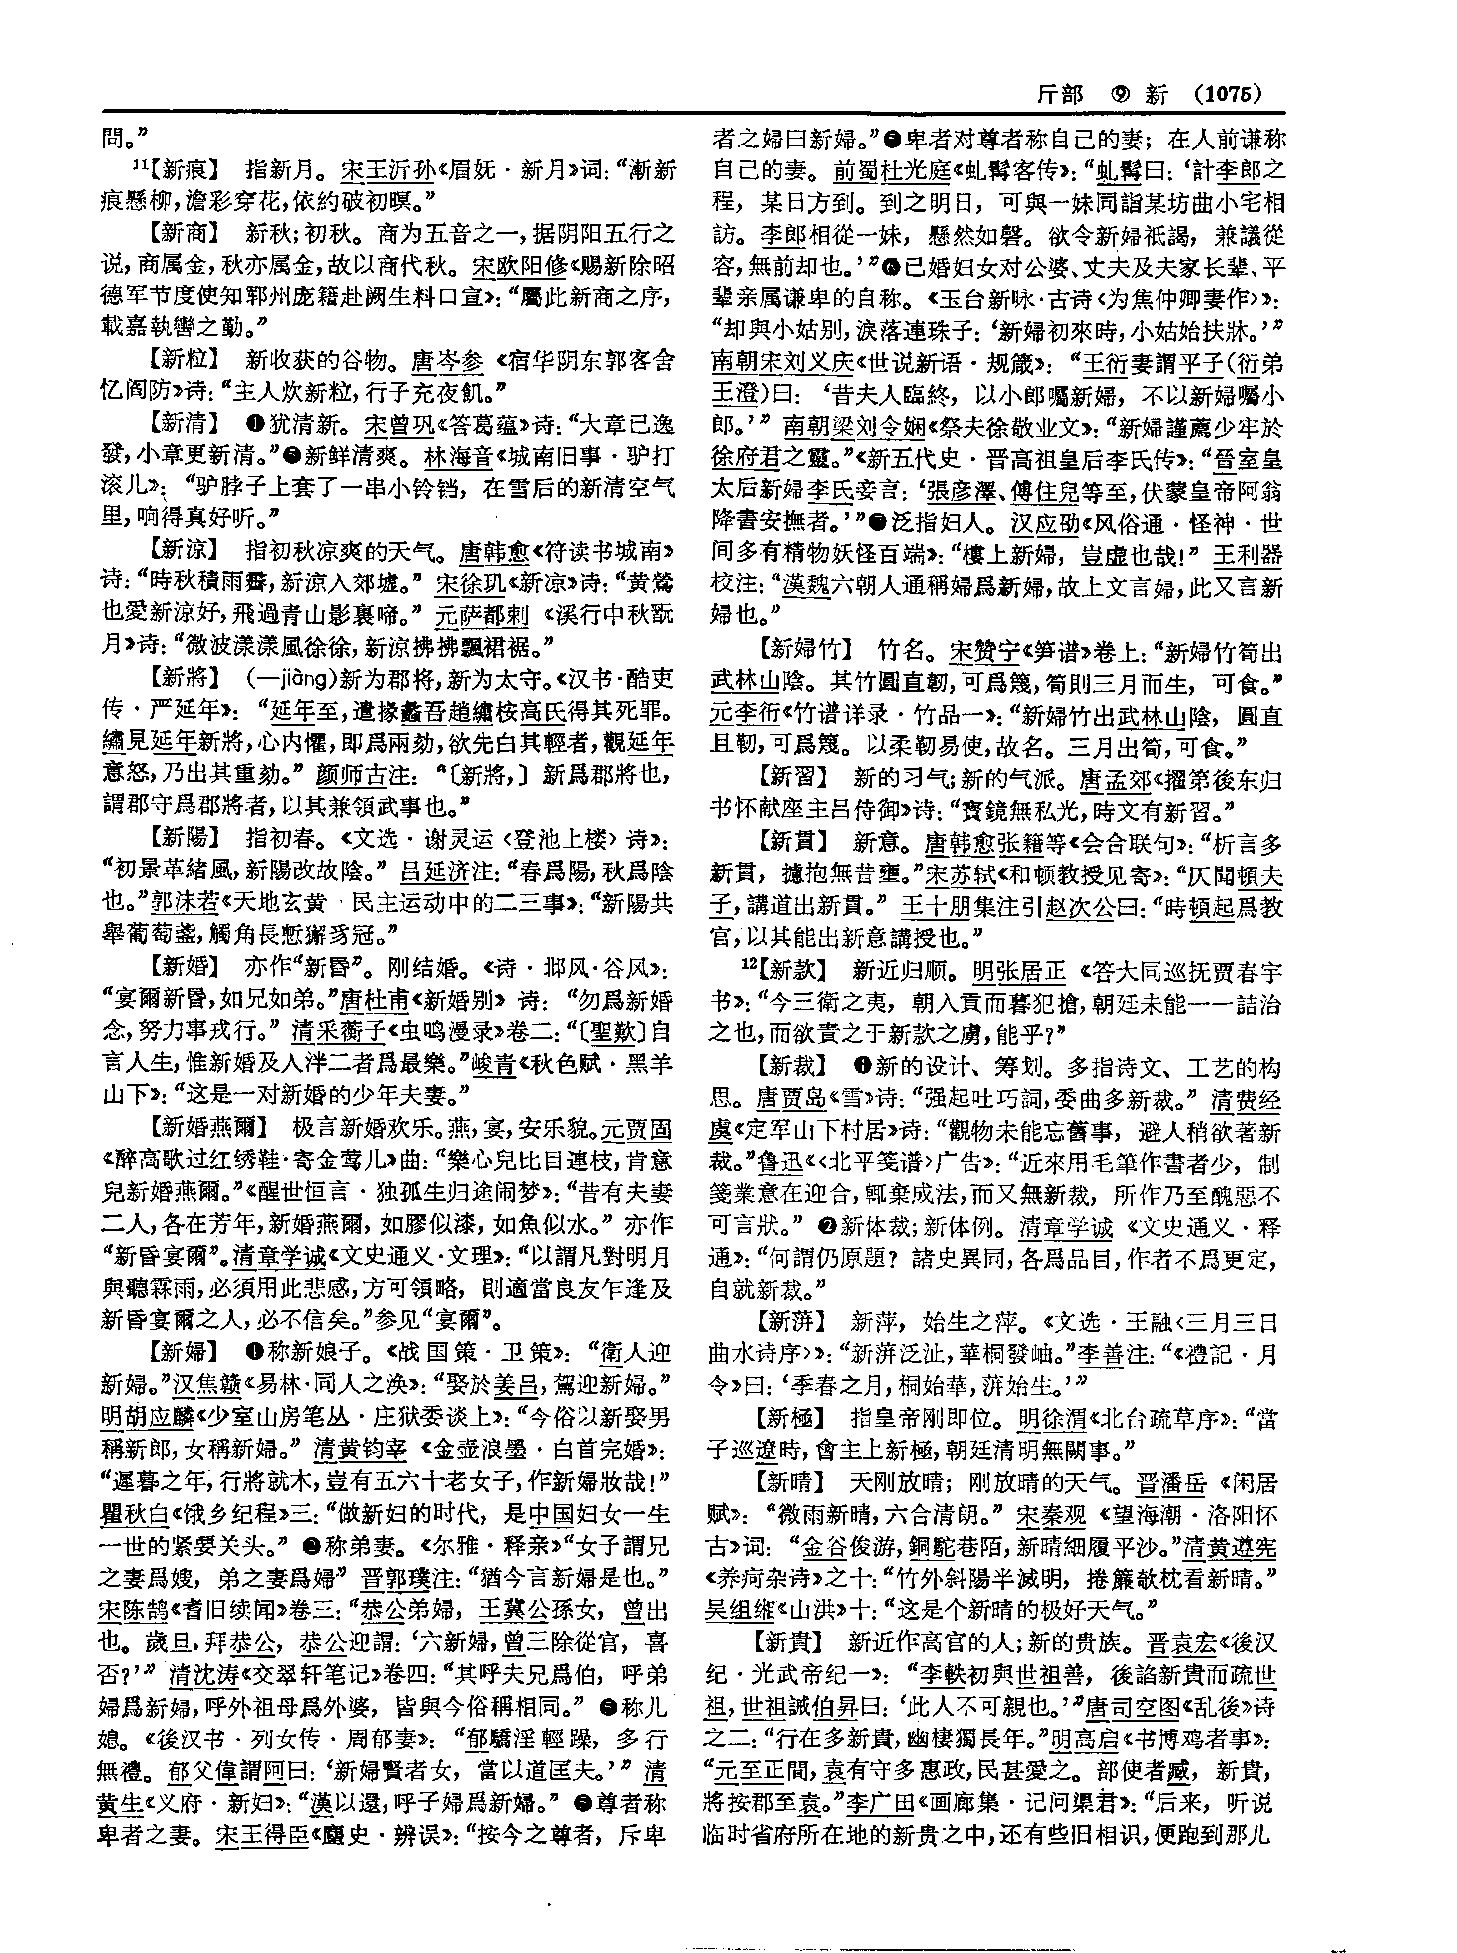 斤部 ⑨ 新 (1075)
問。”
11【新痕】 指新月。宋王沂孙《眉妩·新月》词：“漸新
痕懸柳，澹彩穿花，依約破初暝。”
【新商】 新秋；初秋。商为五音之一，据阴阳五行之
说，商属金，秋亦属金，故以商代秋。宋欧阳修《赐新除昭
德军节度使知郓州庞籍赴阙生料口宣》：“屬此新商之序，
載嘉執轡之勤。”
【新粒】 新收获的谷物。唐岑参《宿华阴东郭客舍
忆阎防》诗：“主人炊新粒，行子充夜飢。”
【新清】 ❶犹清新。宋曾巩《答葛蕴》诗：“大章已逸
發，小章更新清。”❷新鲜清爽。林海音《城南旧事·驴打
滚儿》：“驴脖子上套了一串小铃铛，在雪后的新清空气
里，响得真好听。”
【新涼】 指初秋凉爽的天气。唐韩愈《符读书城南》
诗：“時秋積雨霽，新涼入郊墟。”宋徐玑《新凉》诗：“黄鶯
也愛新涼好，飛過青山影裏啼。”元萨都剌《溪行中秋翫
月》诗：“微波漾漾風徐徐，新涼拂拂飄裙裾。”
【新將】 (—jiàng)新为郡将，新为太守。《汉书·酷吏
传·严延年》：“延年至，遣掾蠡吾趙繡桉高氏得其死罪。
繡見延年新將，心内懼，即爲兩劾，欲先白其輕者，觀延年
意怒，乃出其重劾。”颜师古注：“〔新將，〕新爲郡將也，
謂郡守爲郡將者，以其兼領武事也。”
【新陽】 指初春。《文选·谢灵运〈登池上楼〉诗》：
“初景革緒風，新陽改故陰。”吕延济注：“春爲陽，秋爲陰
也。”郭沫若《天地玄黄·民主运动中的二三事》：“新陽共
舉葡萄盞，觸角長慙獬豸冠。”
【新婚】 亦作“新昏”。刚结婚。《诗·邶风·谷风》：
“宴爾新昏，如兄如弟。”唐杜甫《新婚别》诗：“勿爲新婚
念，努力事戎行。”清采蘅子《虫鸣漫录》卷二：“〔聖歎〕自
言人生，惟新婚及入泮二者爲最樂。”峻青《秋色赋·黑羊
山下》：“这是一对新婚的少年夫妻。”
【新婚燕爾】 极言新婚欢乐。燕，宴，安乐貌。元贾固
《醉高歌过红绣鞋·寄金莺儿》曲：“樂心兒比目連枝，肯意
兒新婚燕爾。”《醒世恒言·独孤生归途闹梦》：“昔有夫妻
二人，各在芳年，新婚燕爾，如膠似漆，如魚似水。”亦作
“新昏宴爾”。清章学诚《文史通义·文理》：“以謂凡對明月
與聽霖雨，必須用此悲感，方可領略，則適當良友乍逢及
新昏宴爾之人，必不信矣。”参见“宴爾”。
【新婦】 ❶称新娘子。《战国策·卫策》：“衛人迎
新婦。”汉焦赣《易林·同人之涣》：“娶於姜吕，駕迎新婦。”
明胡应麟《少室山房笔丛·庄狱委谈上》：“今俗以新娶男
稱新郎，女稱新婦。”清黄钧宰《金壶浪墨·白首完婚》：
“遲暮之年，行將就木，豈有五六十老女子，作新婦妝哉！”
瞿秋白《饿乡纪程》三：“做新妇的时代，是中国妇女一生
一世的紧要关头。”❷称弟妻。《尔雅·释亲》“女子謂兄
之妻爲嫂，弟之妻爲婦”晋郭璞注：“猶今言新婦是也。”
宋陈鹄《耆旧续闻》卷三：“恭公弟婦，王冀公孫女，曾出
也。歲旦，拜恭公，恭公迎謂：‘六新婦，曾三除從官，喜
否？’”清沈涛《交翠轩笔记》卷四：“其呼夫兄爲伯，呼弟
婦爲新婦，呼外祖母爲外婆，皆與今俗稱相同。”❸称儿
媳。《後汉书·列女传·周郁妻》：“郁驕淫輕躁，多行
無禮。郁父偉謂阿曰：‘新婦賢者女，當以道匡夫。’”清
黄生《义府·新妇》：“漢以還，呼子婦爲新婦。”❹尊者称
卑者之妻。宋王得臣《麈史·辨误》：“按今之尊者，斥卑
者之婦曰新婦。”❺卑者对尊者称自己的妻；在人前谦称
自己的妻。前蜀杜光庭《虬髯客传》：“虬髯曰：‘計李郎之
程，某日方到。到之明日，可與一妹同詣某坊曲小宅相
訪。李郎相從一妹，懸然如磬。欲令新婦祗謁，兼議從
容，無前却也。’”❻已婚妇女对公婆、丈夫及夫家长辈、平
辈亲属谦卑的自称。《玉台新咏·古诗〈为焦仲卿妻作〉》：
“却與小姑别，淚落連珠子：‘新婦初來時，小姑始扶牀。’”
南朝宋刘义庆《世说新语·规箴》：“王衍妻謂平子(衍弟
王澄)曰：‘昔夫人臨終，以小郎囑新婦，不以新婦囑小
郎。’”南朝梁刘令娴《祭夫徐敬业文》：“新婦謹薦少牢於
徐府君之靈。”《新五代史·晋高祖皇后李氏传》：“晉室皇
太后新婦李氏妾言：‘張彦澤、傅住兒等至，伏蒙皇帝阿翁
降書安撫者。’”❼泛指妇人。汉应劭《风俗通·怪神·世
间多有精物妖怪百端》：“樓上新婦，豈虚也哉！”王利器
校注：“漢魏六朝人通稱婦爲新婦，故上文言婦，此又言新
婦也。”
【新婦竹】 竹名。宋赞宁《笋谱》卷上：“新婦竹筍出
武林山陰。其竹圓直韌，可爲篾，筍則三月而生，可食。”
元李衎《竹谱详录·竹品一》：“新婦竹出武林山陰，圓直
且韌，可爲篾。以柔韌易使，故名。三月出筍，可食。”
【新習】 新的习气；新的气派。唐孟郊《擢第後东归
书怀献座主吕侍御》诗：“寶鏡無私光，時文有新習。”
【新貫】 新意。唐韩愈张籍等《会合联句》：“析言多
新貫，攄抱無昔壅。”宋苏轼《和顿教授见寄》：“仄聞頓夫
子，講道出新貫。”王十朋集注引赵次公曰：“時頓起爲教
官，以其能出新意講授也。”
12【新款】 新近归顺。明张居正《答大同巡抚贾春宇
书》：“今三衛之夷，朝入貢而暮犯搶，朝廷未能一一詰治
之也，而欲責之于新款之虜，能乎？”
【新裁】 ❶新的设计、筹划。多指诗文、工艺的构
思。唐贾岛《雪》诗：“强起吐巧詞，委曲多新裁。”清费经
虞《定军山下村居》诗：“觀物未能忘舊事，避人稍欲著新
裁。”鲁迅《〈北平笺谱〉广告》：“近來用毛筆作書者少，制
箋業意在迎合，輒棄成法，而又無新裁，所作乃至醜惡不
可言狀。”❷新体裁；新体例。清章学诚《文史通义·释
通》：“何謂仍原題？諸史異同，各爲品目，作者不爲更定，
自就新裁。”
【新蓱】 新萍，始生之萍。《文选·王融〈三月三日
曲水诗序〉》：“新蓱泛沚，華桐發岫。”李善注：“《禮記·月
令》曰：‘季春之月，桐始華，蓱始生。’”
【新極】 指皇帝刚即位。明徐渭《北台疏草序》：“當
子巡遼時，會主上新極，朝廷清明無闕事。”
【新晴】 天刚放晴；刚放晴的天气。晋潘岳《闲居
赋》：“微雨新晴，六合清朗。”宋秦观《望海潮·洛阳怀
古》词：“金谷俊游，銅駝巷陌，新晴細履平沙。”清黄遵宪
《养疴杂诗》之十：“竹外斜陽半滅明，捲簾欹枕看新晴。”
吴组缃《山洪》十：“这是个新晴的极好天气。”
【新貴】 新近作高官的人；新的贵族。晋袁宏《後汉
纪·光武帝纪一》：“李軼初與世祖善，後諂新貴而疏世
祖，世祖誡伯昇曰：‘此人不可親也。’”唐司空图《乱後》诗
之二：“行在多新貴，幽棲獨長年。”明高启《书博鸡者事》：
“元至正間，袁有守多惠政，民甚愛之。部使者臧，新貴，
將按郡至袁。”李广田《画廊集·记问渠君》：“后来，听说
临时省府所在地的新贵之中，还有些旧相识，便跑到那儿